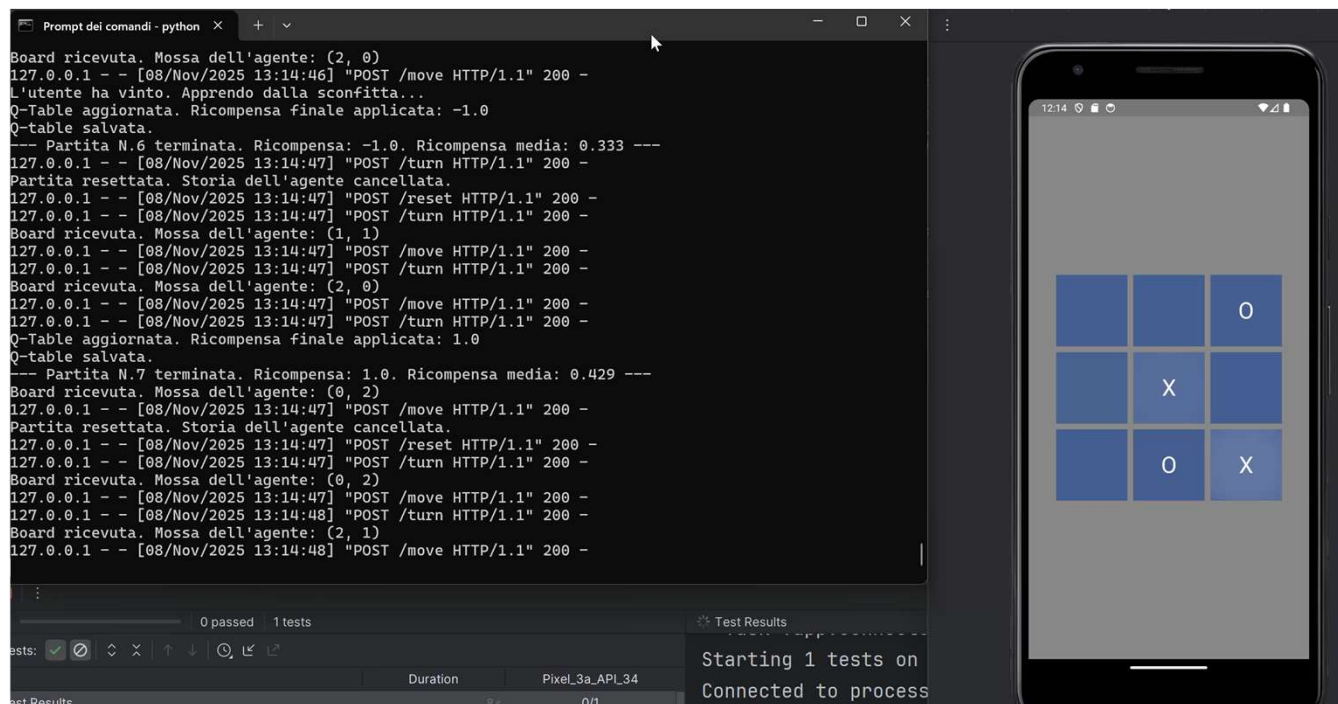 Prompt dei comandi - python
Board ricevuta. Mossa dell'agente: (2, 0)
127.0.0.1 - - [08/Nov/2025 13:14:46] "POST /move HTTP/1.1" 200 -
L'utente ha vinto. Apprendo dalla sconfitta...
Q-Table aggiornata. Ricompensa finale applicata: -1.0
Q-table salvata.
--- Partita N.6 terminata. Ricompensa: -1.0. Ricompensa media: 0.333 ---
127.0.0.1 - - [08/Nov/2025 13:14:47] "POST /turn HTTP/1.1" 200 -
Partita resettata. Storia dell'agente cancellata.
127.0.0.1 - - [08/Nov/2025 13:14:47] "POST /reset HTTP/1.1" 200 -
127.0.0.1 - - [08/Nov/2025 13:14:47] "POST /turn HTTP/1.1" 200 -
Board ricevuta. Mossa dell'agente: (1, 1)
127.0.0.1 - - [08/Nov/2025 13:14:47] "POST /move HTTP/1.1" 200 -
127.0.0.1 - - [08/Nov/2025 13:14:47] "POST /turn HTTP/1.1" 200 -
Board ricevuta. Mossa dell'agente: (2, 0)
127.0.0.1 - - [08/Nov/2025 13:14:47] "POST /move HTTP/1.1" 200 -
127.0.0.1 - - [08/Nov/2025 13:14:47] "POST /turn HTTP/1.1" 200 -
Q-Table aggiornata. Ricompensa finale applicata: 1.0
Q-table salvata.
--- Partita N.7 terminata. Ricompensa: 1.0. Ricompensa media: 0.429 ---
Board ricevuta. Mossa dell'agente: (0, 2)
127.0.0.1 - - [08/Nov/2025 13:14:47] "POST /move HTTP/1.1" 200 -
Partita resettata. Storia dell'agente cancellata.
127.0.0.1 - - [08/Nov/2025 13:14:47] "POST /reset HTTP/1.1" 200 -
127.0.0.1 - - [08/Nov/2025 13:14:47] "POST /turn HTTP/1.1" 200 -
Board ricevuta. Mossa dell'agente: (0, 2)
127.0.0.1 - - [08/Nov/2025 13:14:47] "POST /move HTTP/1.1" 200 -
127.0.0.1 - - [08/Nov/2025 13:14:48] "POST /turn HTTP/1.1" 200 -
Board ricevuta. Mossa dell'agente: (2, 1)
127.0.0.1 - - [08/Nov/2025 13:14:48] "POST /move HTTP/1.1" 200 -
0 passed 1 tests
ests:
Duration Pixel_3a_API_34
est Results 0/1
Test Results
Starting 1 tests on
Connected to process
12:14
O
X
O X